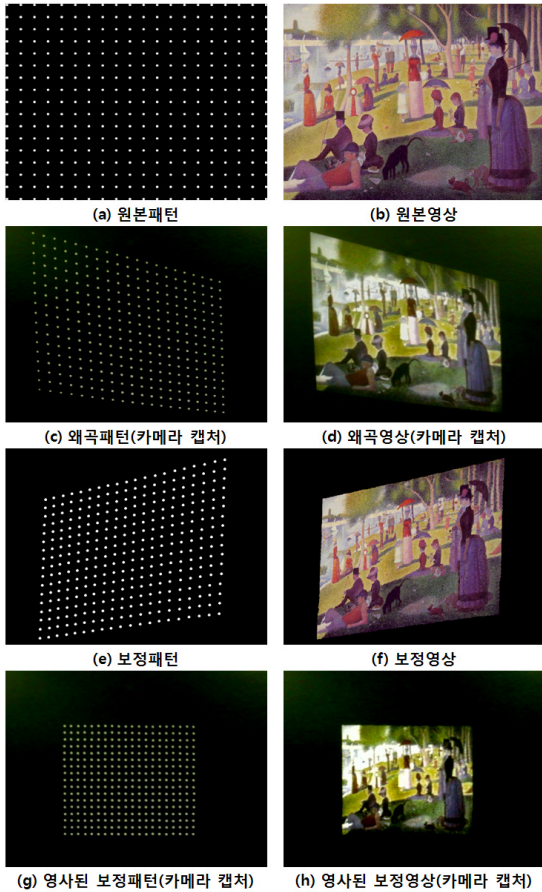 (a) 원본패턴
(b) 원본영상
(c) 왜곡패턴(카메라 캡처)
(d) 왜곡영상(카메라 캡처)
(e) 보정패턴
(f) 보정영상
(g) 영사된 보정패턴(카메라 캡처)
(h) 영사된 보정영상(카메라 캡처)